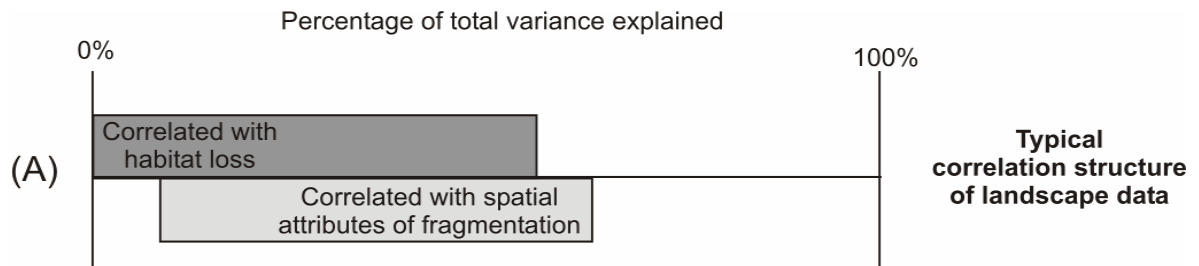 Percentage of total variance explained
0%
100%
Correlated with
habitat loss
(A)
Correlated with spatial
attributes of fragmentation
Typical
correlation structure
of landscape data